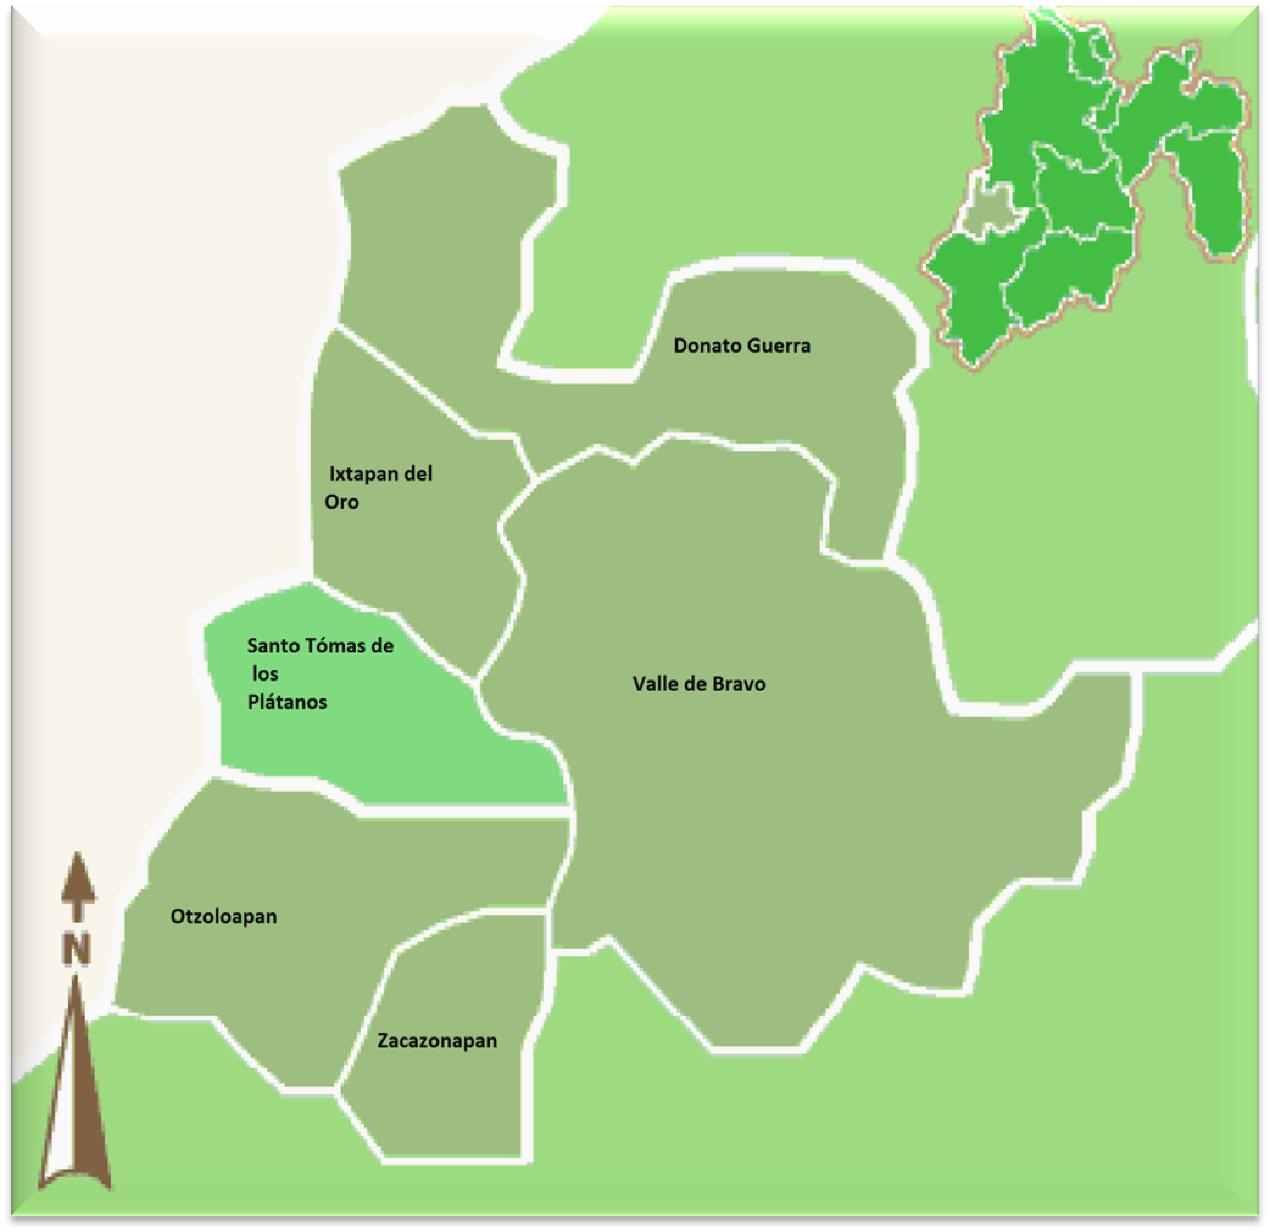 Donato Guerra
Ixtapan del
Oro
Santo Tómas de
los
Plátanos
Valle de Bravo
Otzoloapan
N
Zacazonapan